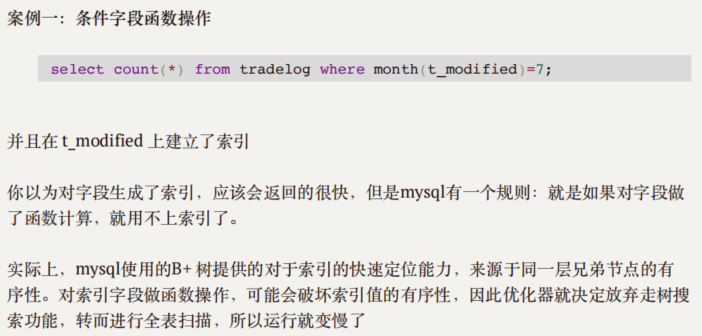 案例一：条件字段函数操作
select count(*) from tradelog where month(t_modified)=7;
并且在 t_modified 上建立了索引
你以为对字段生成了索引，应该会返回的很快，但是mysql有一个规则：就是如果对字段做
了函数计算，就用不上索引了。
实际上，mysql使用的B+ 树提供的对于索引的快速定位能力，来源于同一层兄弟节点的有
序性。对索引字段做函数操作，可能会破坏索引值的有序性，因此优化器就决定放弃走树搜
索功能，转而进行全表扫描，所以运行就变慢了